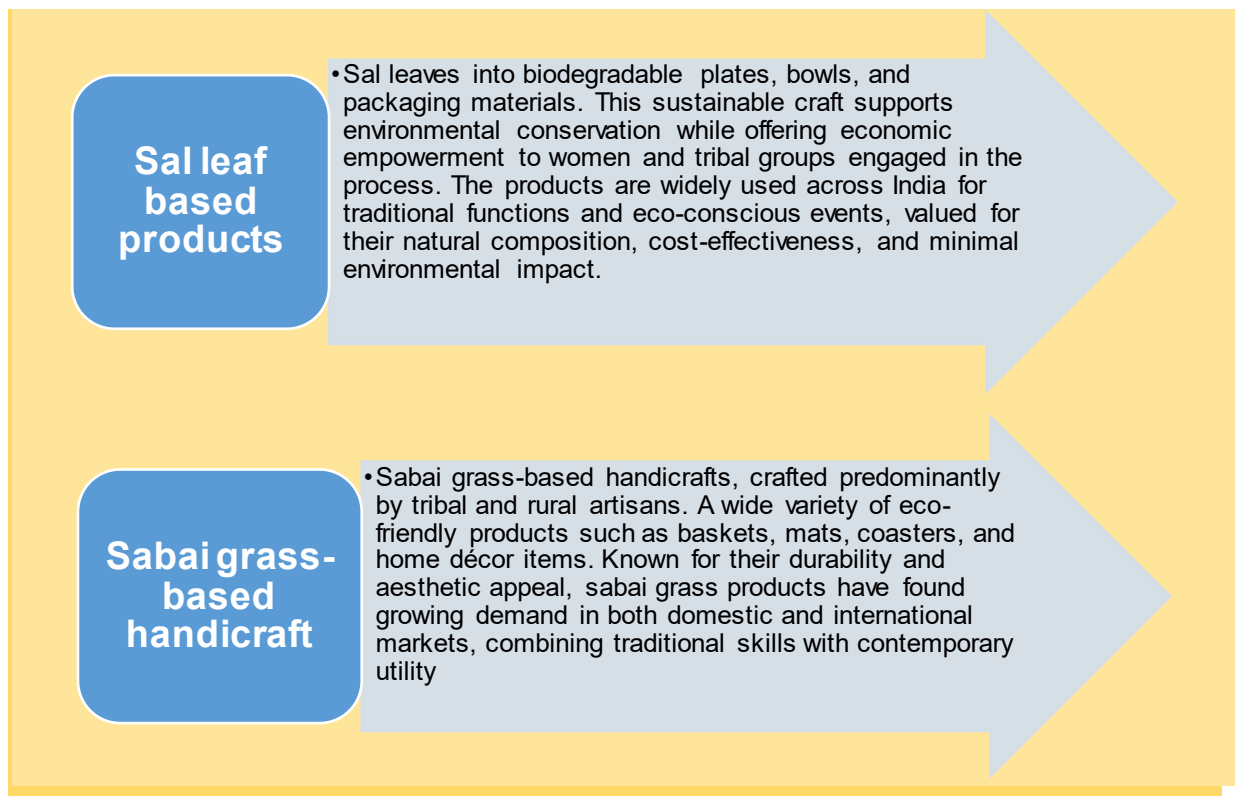 Sal leaf
based
products
•Sal leaves into biodegradable plates, bowls, and
packaging materials. This sustainable craft supports
environmental conservation while offering economic
empowerment to women and tribal groups engaged in the
process. The products are widely used across India for
traditional functions and eco-conscious events, valued for
their natural composition, cost-effectiveness, and minimal
environmental impact.
Sabai grass-
based
handicraft
•Sabai grass-based handicrafts, crafted predominantly
by tribal and rural artisans. A wide variety of eco-
friendly products such as baskets, mats, coasters, and
home décor items. Known for their durability and
aesthetic appeal, sabai grass products have found
growing demand in both domestic and international
markets, combining traditional skills with contemporary
utility